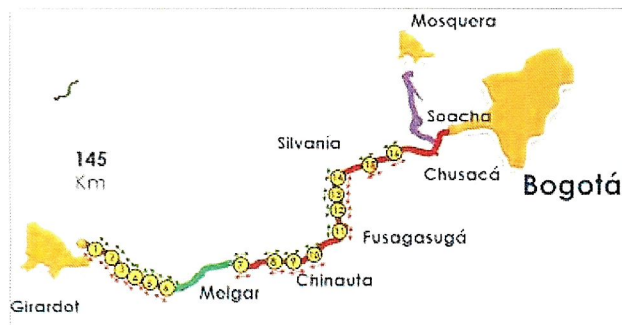 Mosquera
Soacha
Silvania
145
Km
Chusacá
Bogotá
16
15
14
13
12
11
Fusagasugá
10
9
8
7
Chinauta
Melgar
1
2
3
4
5
6
Girardot